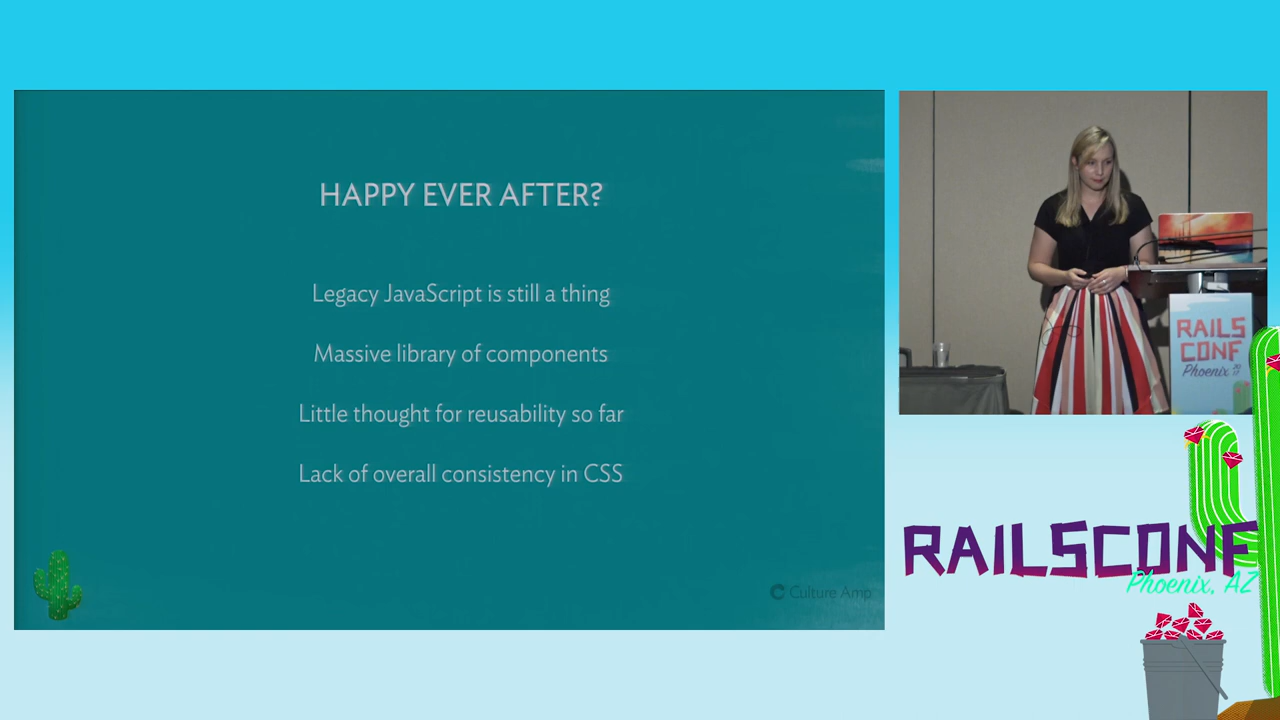 HAPPY EVER AFTER?
Legacy JavaScript is still a thing
Massive library of components
Little thought for reusability so far
Lack of overall consistency in CSS
Culture Amp
RAILS
CONF
Phoenix 2017
RAILSCONF
Phoenix, AZ